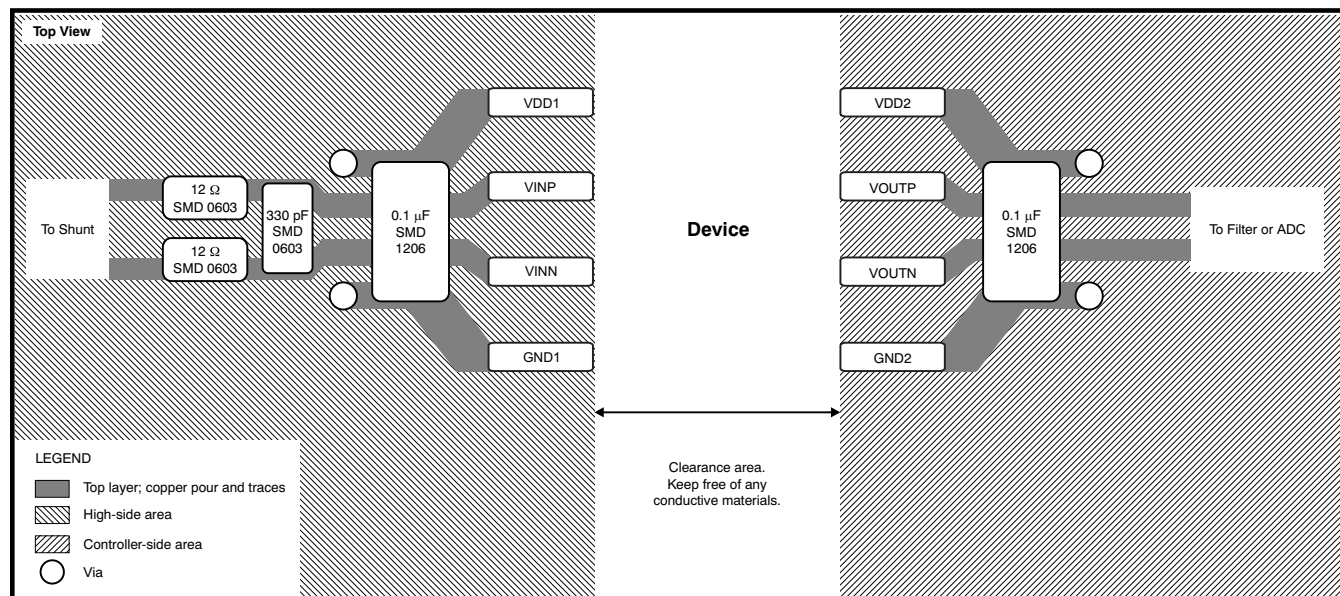 Top View
VDD1
VDD2
12 Ω
SMD 0603
330 pF
SMD
0603
0.1 μF
SMD
1206
VINP
VOUTP
0.1 μF
SMD
1206
To Shunt
Device
To Filter or ADC
12 Ω
SMD 0603
VINN
VOUTN
GND1
GND2
Clearance area.
Keep free of any
conductive materials.
LEGEND
Top layer; copper pour and traces
High-side area
Controller-side area
Via